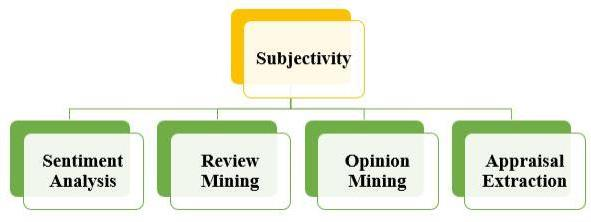 Subjectivity
Sentiment
Analysis
Review
Mining
Opinion
Mining
Appraisal
Extraction